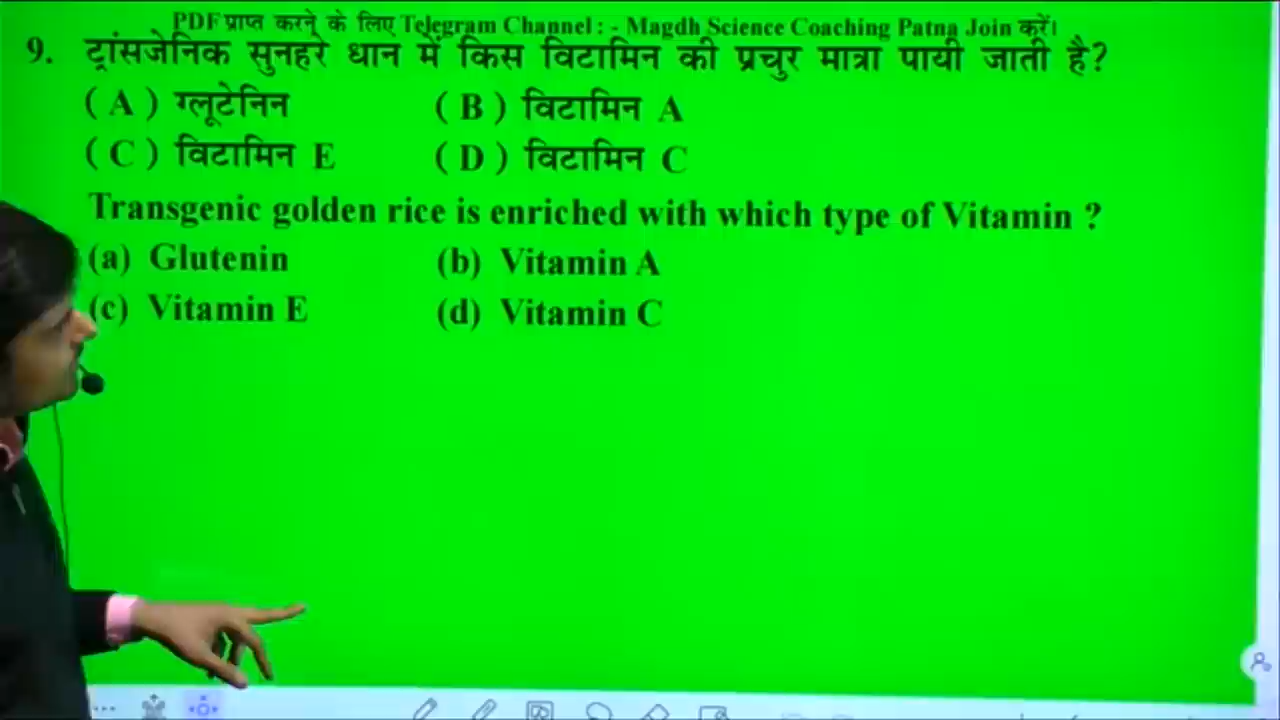 PDF प्राप्त करने के लिए Telegram Channel : - Magdh Science Coaching Patna Join करें।
9. ट्रांसजेनिक सुनहरे धान में किस विटामिन की प्रचुर मात्रा पायी जाती है?
( A ) ग्लूटेनिन ( B ) विटामिन A
( C ) विटामिन E ( D ) विटामिन C
Transgenic golden rice is enriched with which type of Vitamin ?
(a) Glutenin (b) Vitamin A
(c) Vitamin E (d) Vitamin C